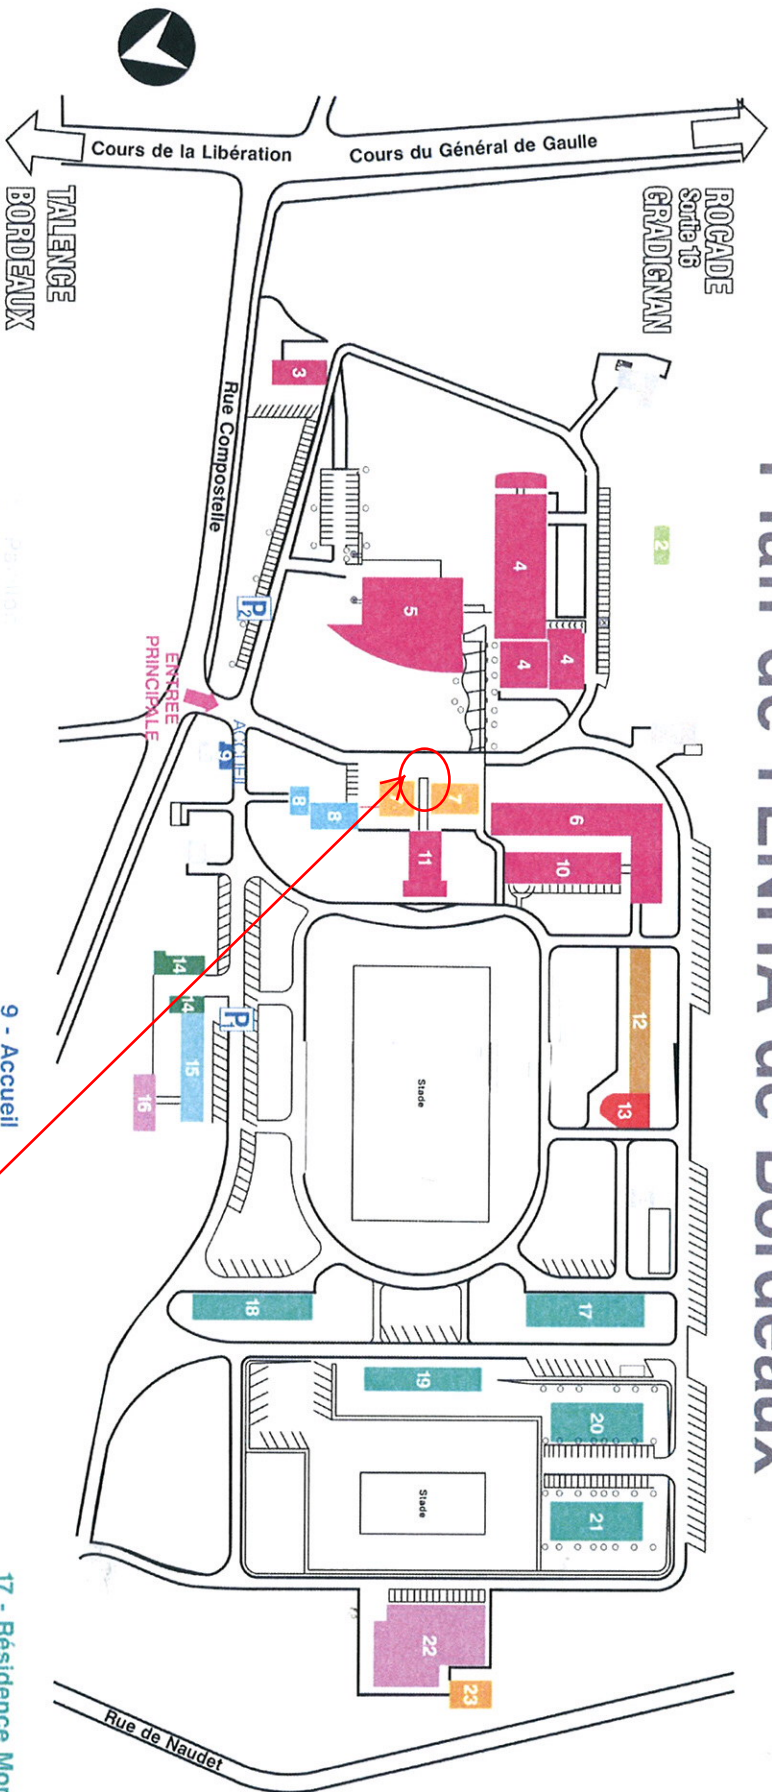 Plan de l'ENITA de Bordeaux
Cours de la Libération
Cours du Général de Gaulle
TALENCE
BORDEAUX
ROCADE
Sortie 16
GRADIGNAN
Rue Compostelle
3
2
4
4
4
5
P2
ENTREE
PRINCIPALE
ACCUEIL
9
8
8
7
6
10
11
12
13
14
14
P1
15
16
Stade
18
17
19
20
21
Stade
22
23
Rue de Naudet
9 - Accueil
17 - Résidence